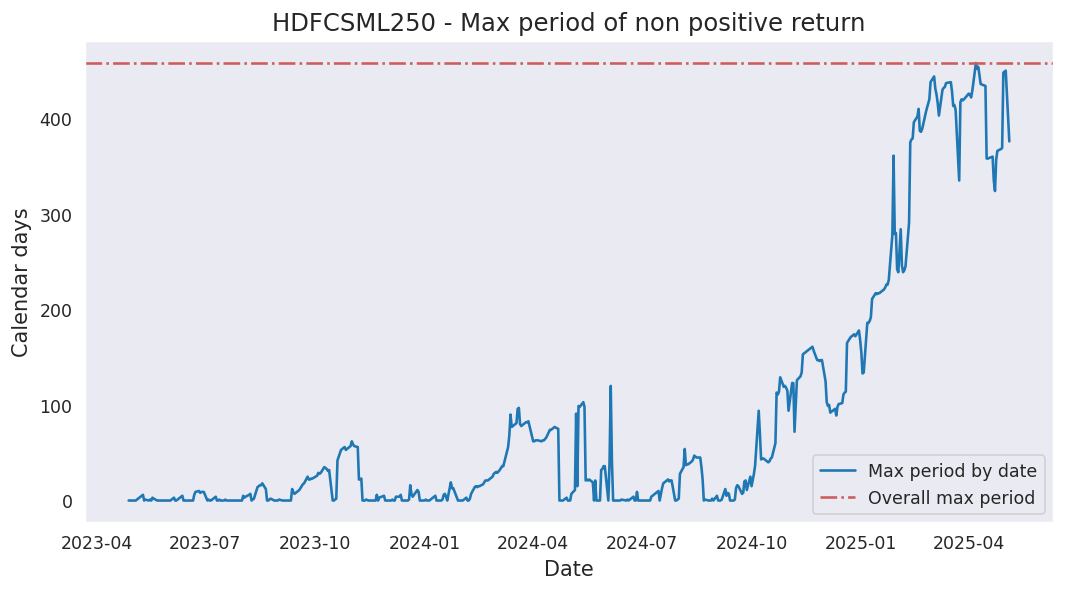 HDFCSML250 - Max period of non positive return
Calendar days
400
300
200
100
0
2023-04 2023-07 2023-10 2024-01 2024-04 2024-07 2024-10 2025-01 2025-04
Date
Max period by date
Overall max period